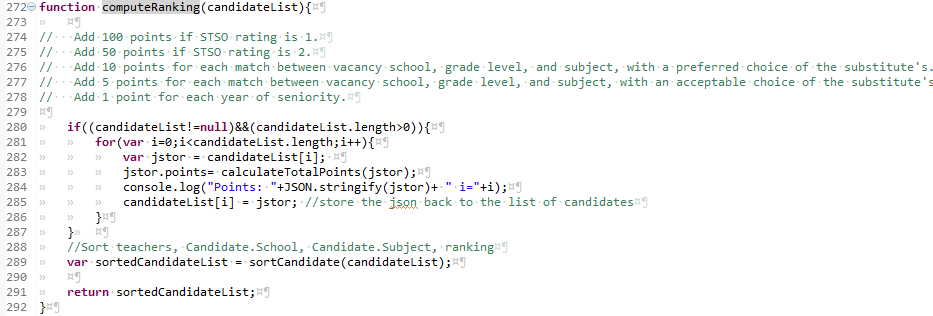 272 function computeRanking(candidateList){
273
274 // Add 100 points if STSO rating is 1.
275 // Add 50 points if STSO rating is 2.
276 // Add 10 points for each match between vacancy school, grade level, and subject, with a preferred choice of the substitute's.
277 // Add 5 points for each match between vacancy school, grade level, and subject, with an acceptable choice of the substitute's
278 // Add 1 point for each year of seniority.
279
280 if((candidateList!=null)&&(candidateList.length>0)){
281 for(var i=0;i<candidateList.length;i++){
282 var jstor = candidateList[i];
283 jstor.points= calculateTotalPoints(jstor);
284 console.log("Points: "+JSON.stringify(jstor)+ " i="+i);
285 candidateList[i] = jstor; //store the json back to the list of candidates
286 }
287 }
288 //Sort teachers, Candidate.School, Candidate.Subject, ranking
289 var sortedCandidateList = sortCandidate(candidateList);
290
291 return sortedCandidateList;
292 }